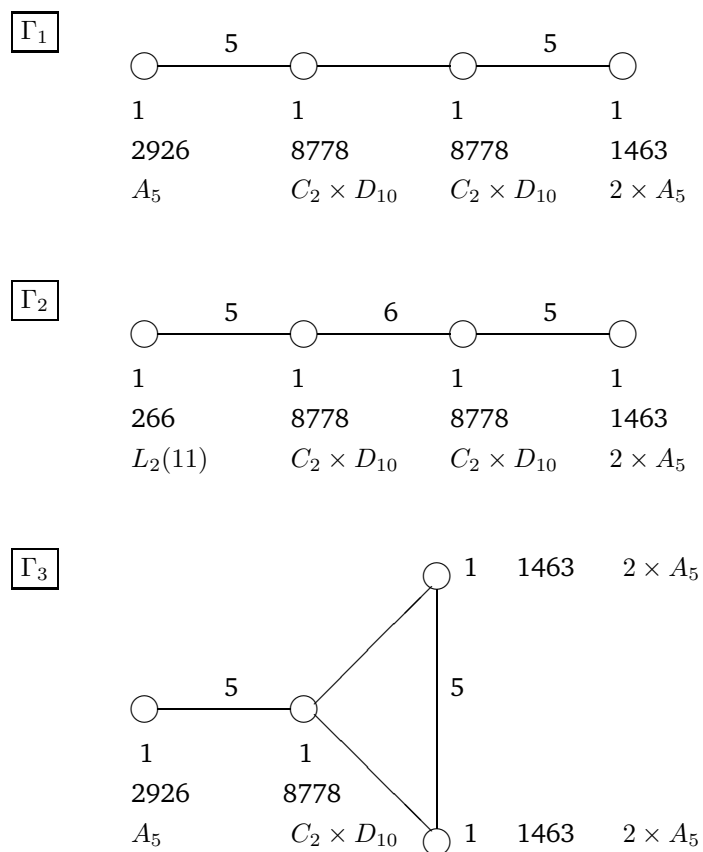 Γ₁
5 5
1 1 1 1
2926 8778 8778 1463
A₅ C₂ × D₁₀ C₂ × D₁₀ 2 × A₅
Γ₂
5 6 5
1 1 1 1
266 8778 8778 1463
L₂(11) C₂ × D₁₀ C₂ × D₁₀ 2 × A₅
Γ₃
1 1463 2 × A₅
5 5
1 1
2926 8778
A₅ C₂ × D₁₀ 1 1463 2 × A₅